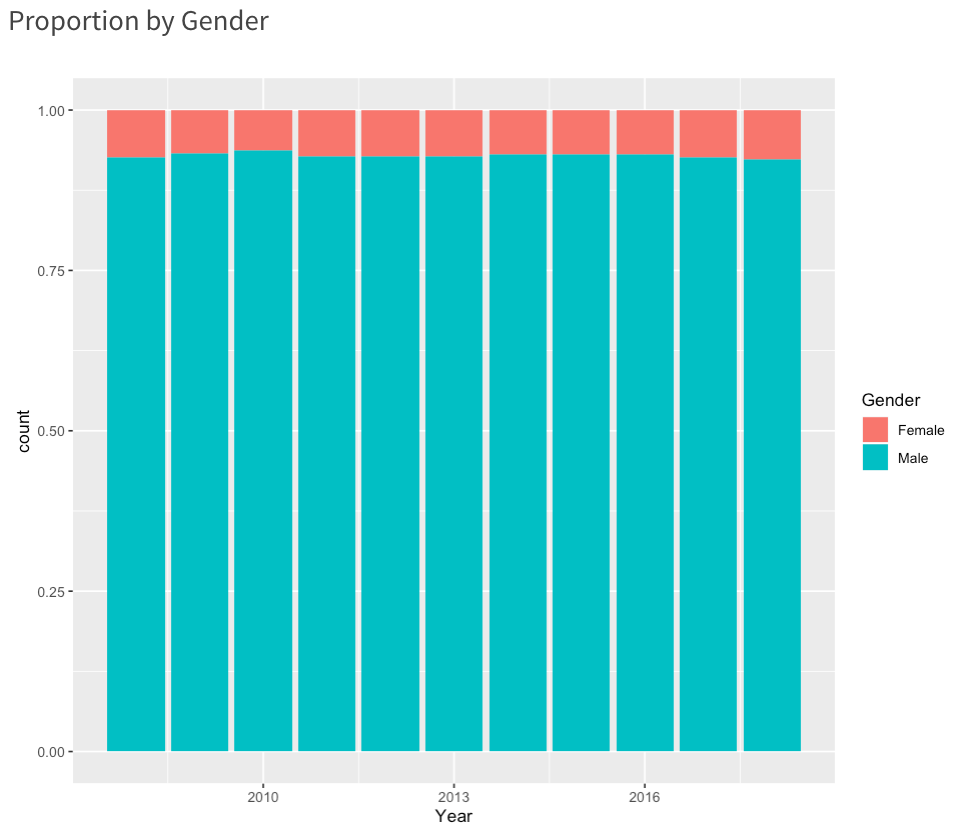 Proportion by Gender
1.00
0.75
0.50
0.25
0.00
count
2010 2013 2016
Year
Gender
Female
Male